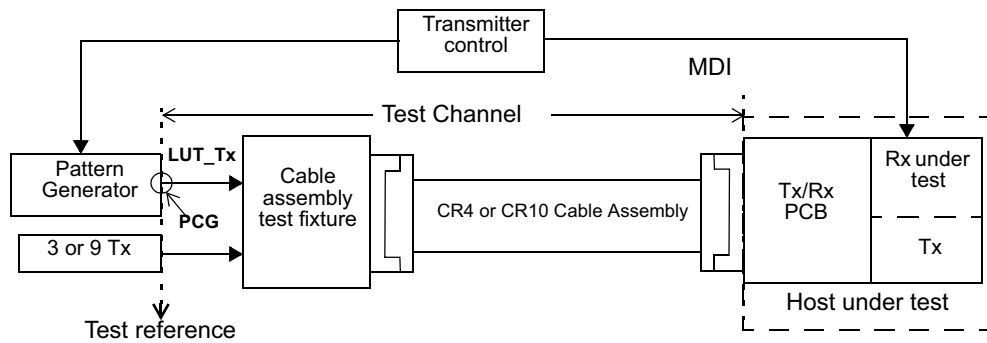 Transmitter
control
MDI
Test Channel
Pattern
Generator
LUT_Tx
PCG
3 or 9 Tx
Cable
assembly
test fixture
CR4 or CR10 Cable Assembly
Tx/Rx
PCB
Rx under
test
Tx
Host under test
Test reference